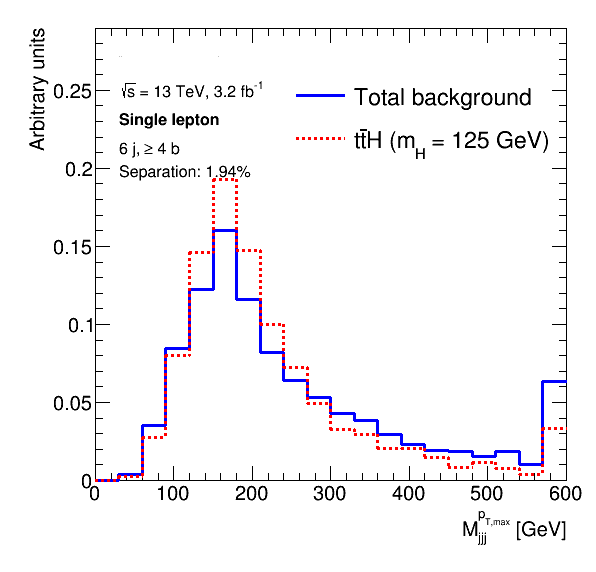 Arbitrary units
√s = 13 TeV, 3.2 fb⁻¹
Single lepton
6 j, ≥ 4 b
Separation: 1.94%
Total background
tt̄H (m_H = 125 GeV)
0.25
0.2
0.15
0.1
0.05
0
0 100 200 300 400 500 600
M_jjj^{p_T,max} [GeV]